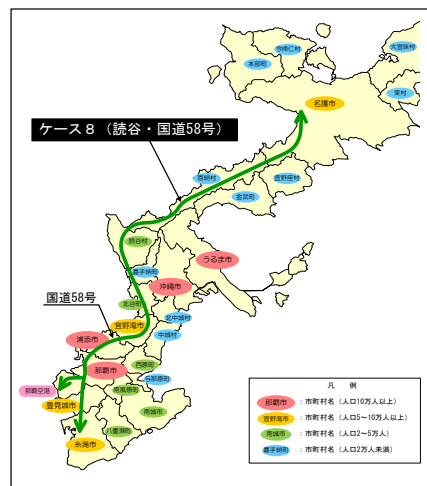 今帰仁村
大宜味村
本部町
名護市
東村
ケース８（読谷・国道58号）
恩納村
宜野座村
金武町
読谷村
うるま市
嘉手納町
沖縄市
国道58号
北谷町
北中城村
宜野湾市
中城村
浦添市
西原町
那覇市
与那原町
那覇空港
南風原町
豊見城市
南城市
八重瀬町
糸満市
凡　例
那覇市 ：市町村名（人口10万人以上）
宜野湾市 ：市町村名（人口5～10万人以上）
南城市 ：市町村名（人口2～5万人）
嘉手納町 ：市町村名（人口2万人未満）